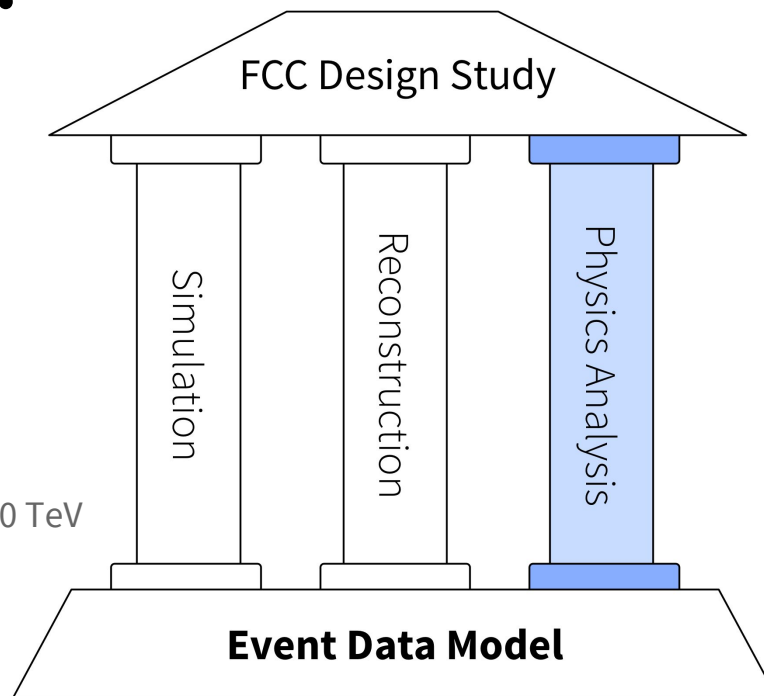 FCC Design Study
Simulation
Reconstruction
Physics Analysis
0 TeV
Event Data Model